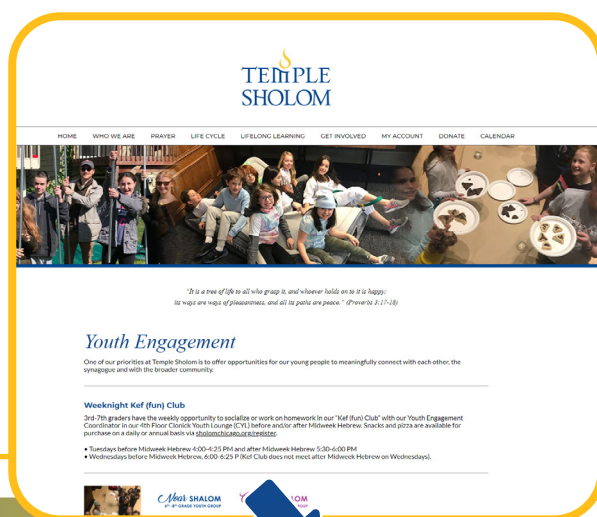 TEMPLE
SHOLOM
HOME WHO WE ARE PRAYER LIFE CYCLE LIFELONG LEARNING GET INVOLVED MY ACCOUNT DONATE CALENDAR
"It is a tree of life to all who grasp it, and whoever holds on to it is happy;
its ways are ways of pleasantness, and all its paths are peace." (Proverbs 3:17-18)
Youth Engagement
One of our priorities at Temple Sholom is to offer opportunities for our young people to meaningfully connect with each other, the
synagogue and with the broader community.
Weeknight Kef (fun) Club
3rd-7th graders have the weekly opportunity to socialize or work on homework in our "Kef (fun) Club" with our Youth Engagement
Coordinator in our 4th Floor Clonick Youth Lounge (CYL) before and/or after Midweek Hebrew. Snacks and pizza are available for
purchase on a daily or annual basis via sholomchicago.org/register.
• Tuesdays before Midweek Hebrew 4:00-4:25 PM and after Midweek Hebrew 5:30-6:00 PM
• Wednesdays before Midweek Hebrew, 6:00-6:25 P (Kef Club does not meet after Midweek Hebrew on Wednesdays).
Noar SHALOM
6TH-8TH GRADE YOUTH GROUP